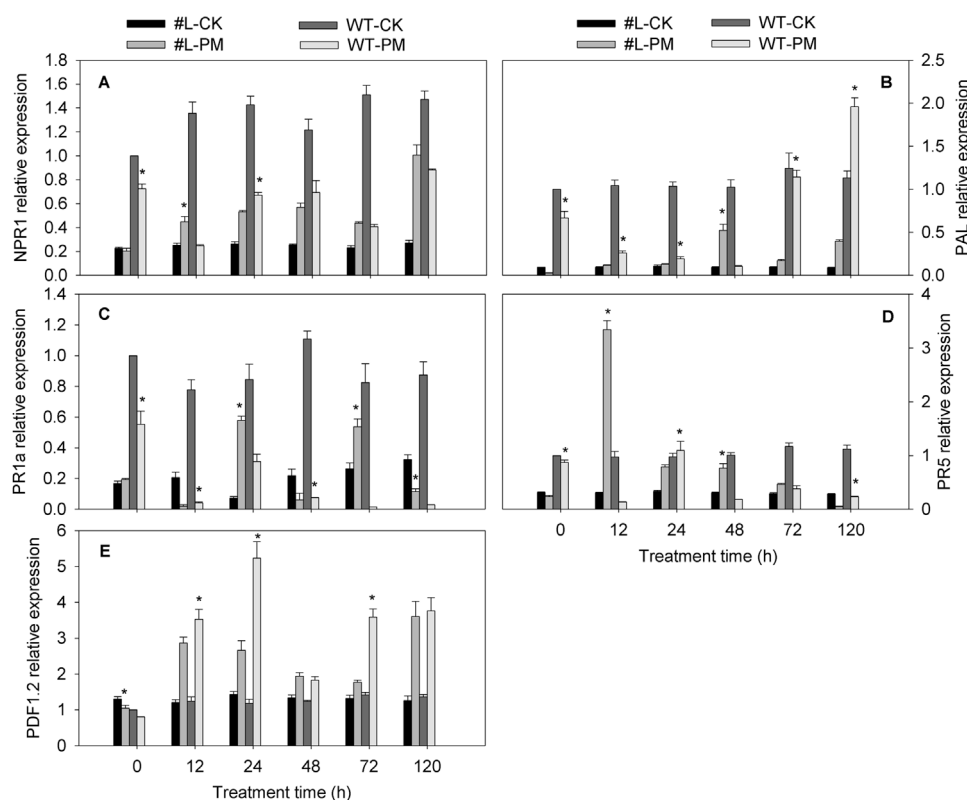 #L-CK WT-CK
#L-PM WT-PM
#L-CK WT-CK
#L-PM WT-PM
A
NPR1 relative expression
1.8
1.6
1.4
1.2
1.0
0.8
0.6
0.4
0.2
0.0
* * *
B
PAL relative expression
2.5
2.0
1.5
1.0
0.5
0.0
* * * * * *
C
PR1a relative expression
1.4
1.2
1.0
0.8
0.6
0.4
0.2
0.0
* * * * * *
D
PR5 relative expression
4
3
2
1
0
* * * * *
0 12 24 48 72 120
Treatment time (h)
E
PDF1.2 relative expression
6
5
4
3
2
1
0
* * * *
0 12 24 48 72 120
Treatment time (h)